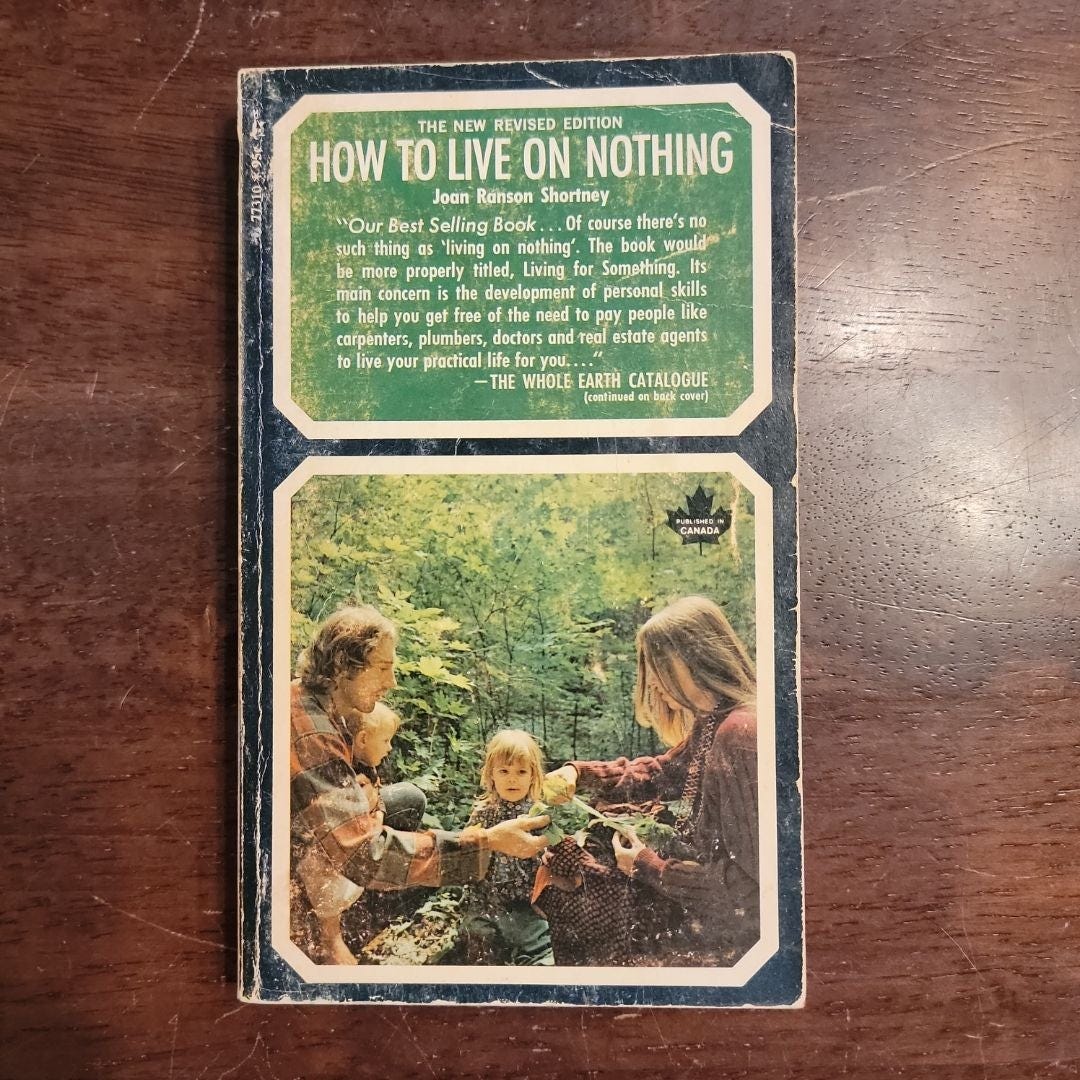 THE NEW REVISED EDITION
HOW TO LIVE ON NOTHING
Joan Ranson Shortney
"Our Best Selling Book... Of course there's no
such thing as 'living on nothing'. The book would
be more properly titled, Living for Something. Its
main concern is the development of personal skills
to help you get free of the need to pay people like
carpenters, plumbers, doctors and real estate agents
to live your practical life for you...."
—THE WHOLE EARTH CATALOGUE
(continued on back cover)
PUBLISHED IN
CANADA
77310 95¢